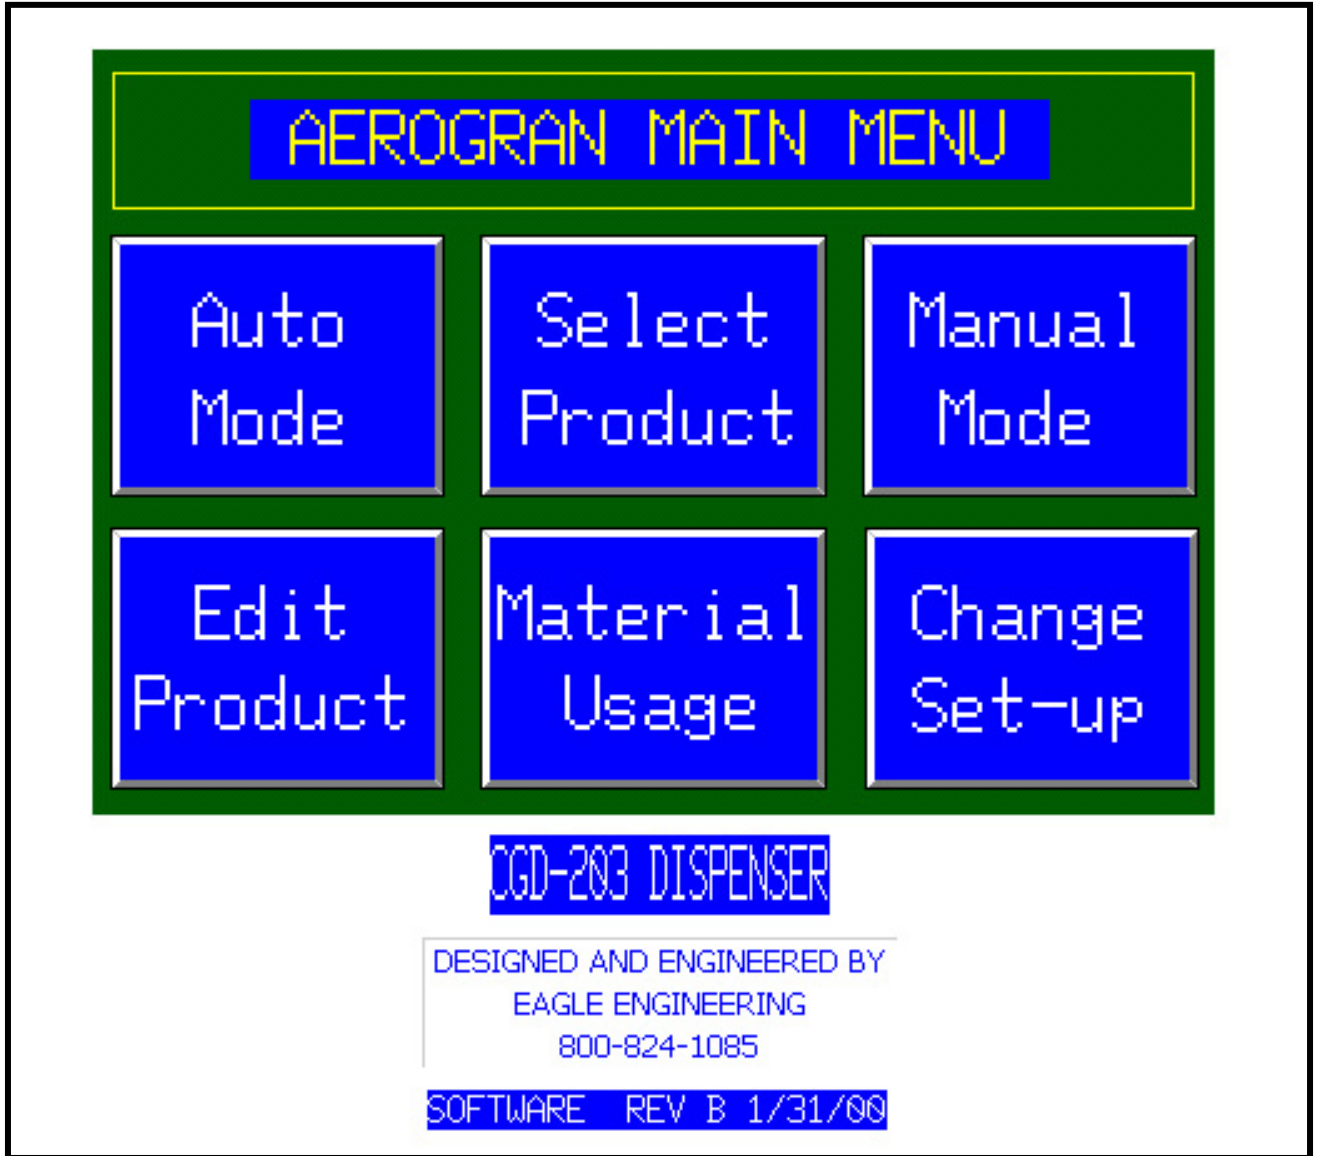 AEROGRAN MAIN MENU
Auto
Mode
Select
Product
Manual
Mode
Edit
Product
Material
Usage
Change
Set-up
CGD-203 DISPENSER
DESIGNED AND ENGINEERED BY
EAGLE ENGINEERING
800-824-1085
SOFTWARE REV B 1/31/00